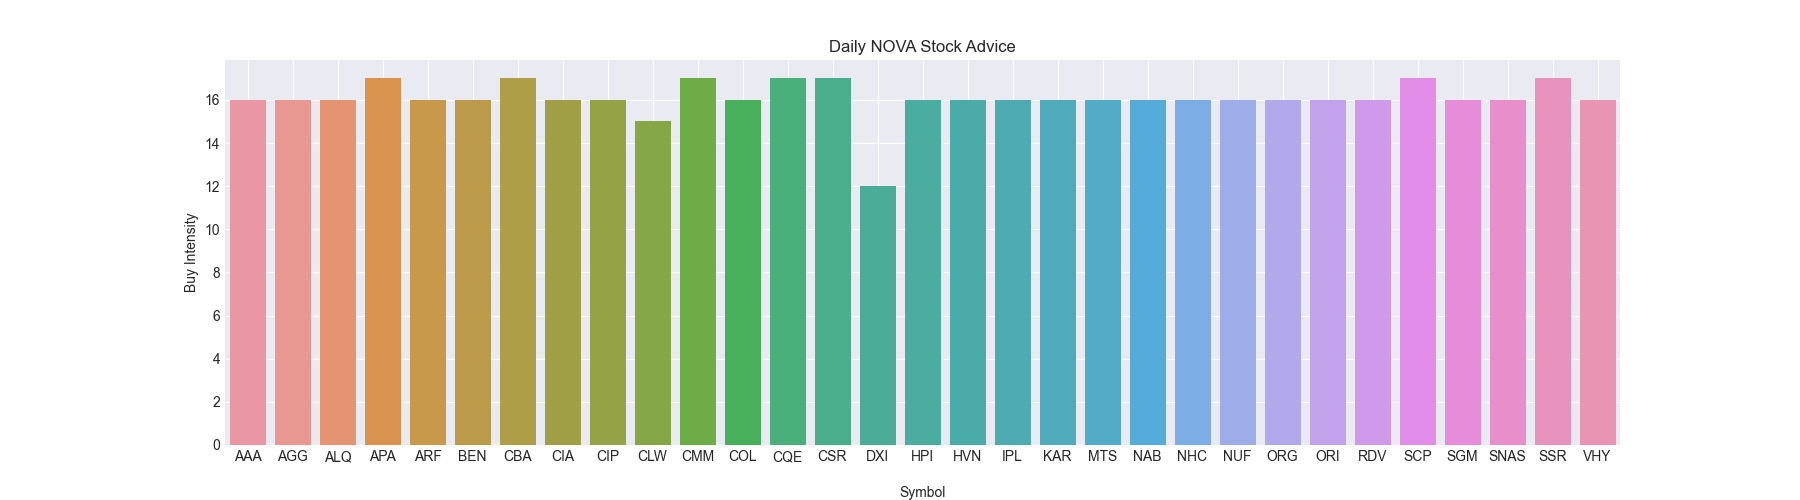 Daily NOVA Stock Advice
Buy Intensity
16
14
12
10
8
6
4
2
0
AAA AGG ALQ APA ARF BEN CBA CIA CIP CLW CMM COL CQE CSR DXI HPI HVN IPL KAR MTS NAB NHC NUF ORG ORI RDV SCP SGM SNAS SSR VHY
Symbol